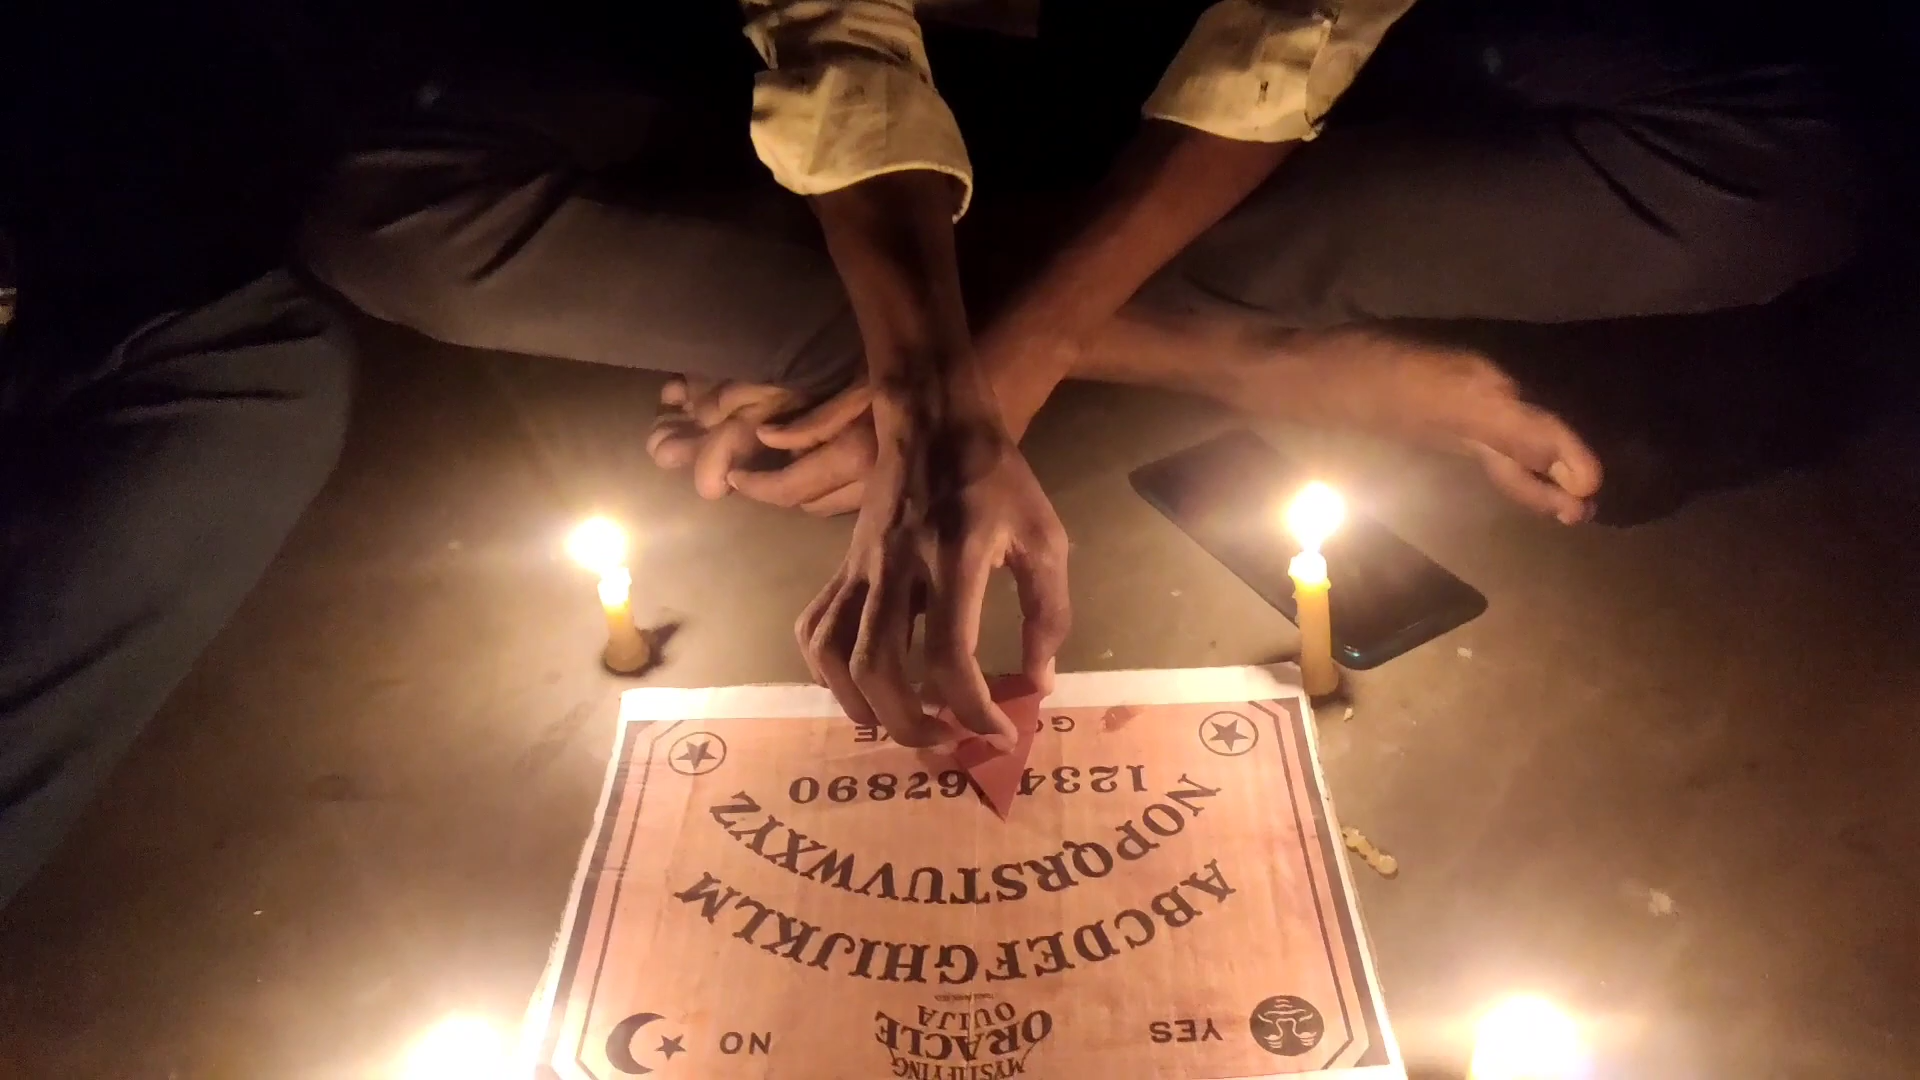 YES MYSTIFYING NO
ORACLE
OUIJA
ABCDEFGHIJKLM
NOPQRSTUVWXYZ
1234 67890